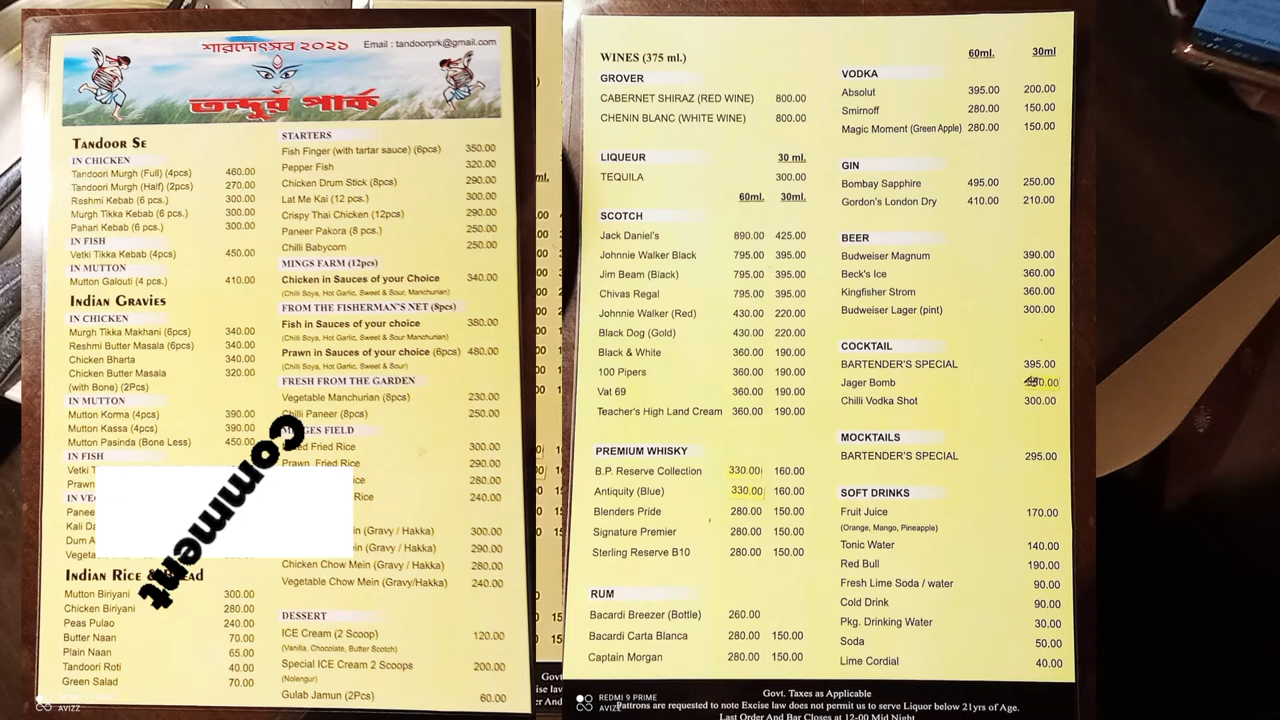 শারদোৎসব ২০২১
Email : tandoorprk@gmail.com
তন্দুর পার্ক
TANDOOR SE
IN CHICKEN
Tandoori Murgh (Full) (4pcs) 460.00
Tandoori Murgh (Half) (2pcs) 270.00
Reshmi Kebab (6 pcs.) 300.00
Murgh Tikka Kebab (6 pcs.) 300.00
Pahari Kebab (6 pcs.) 300.00
IN FISH
Vetki Tikka Kebab (4pcs) 450.00
IN MUTTON
Mutton Galouti (4 pcs.) 410.00
INDIAN GRAVIES
IN CHICKEN
Murgh Tikka Makhani (6pcs) 340.00
Reshmi Butter Masala (6pcs) 340.00
Chicken Bharta 340.00
Chicken Butter Masala 320.00
(with Bone) (2Pcs)
IN MUTTON
Mutton Korma (4pcs) 390.00
Mutton Kassa (4pcs) 390.00
Mutton Pasinda (Bone Less) 450.00
IN FISH
Vetki
Prawn
IN
Kali
Dum
INDIAN RICE &
Mutton Biriyani 300.00
Chicken Biriyani 280.00
Peas Pulao 240.00
Butter Naan 70.00
Plain Naan 65.00
Tandoori Roti 40.00
Green Salad 70.00
STARTERS
Fish Finger (with tartar sauce) (6pcs) 350.00
Pepper Fish 320.00
Chicken Drum Stick (8pcs) 290.00
Lat Me Kai (12 pcs.) 300.00
Crispy Thai Chicken (12pcs) 290.00
Paneer Pakora (8 pcs.) 250.00
Chilli Babycorn 250.00
MINGS FARM (12pcs)
Chicken in Sauces of your Choice 340.00
(Chilli Soya, Hot Garlic, Sweet & Sour, Manchurian)
FROM THE FISHERMAN'S NET (8pcs)
Fish in Sauces of your choice 380.00
(Chilli Soya, Hot Garlic, Sweet & Sour Manchurian)
Prawn in Sauces of your choice (6pcs) 480.00
(Chilli Soya, Hot Garlic, Sweet & Sour)
FRESH FROM THE GARDEN
Vegetable Manchurian (8pcs) 230.00
Chilli Paneer (8pcs) 250.00
FIELD
Fried Rice 300.00
Prawn Fried Rice 290.00
280.00
Rice 240.00
(Gravy / Hakka) 300.00
(Gravy / Hakka) 290.00
Chicken Chow Mein (Gravy / Hakka) 280.00
Vegetable Chow Mein (Gravy/Hakka) 240.00
DESSERT
ICE Cream (2 Scoop) 120.00
(Vanilla, Chocolate, Butter Scotch)
Special ICE Cream 2 Scoops 200.00
(Nolengur)
Gulab Jamun (2Pcs) 60.00
Comment
REDMI 9 PRIME
AVIZZ
WINES (375 ml.)
GROVER
CABERNET SHIRAZ (RED WINE) 800.00
CHENIN BLANC (WHITE WINE) 800.00
LIQUEUR 30 ml.
TEQUILA 300.00
60ml. 30ml.
SCOTCH
Jack Daniel's 890.00 425.00
Johnnie Walker Black 795.00 395.00
Jim Beam (Black) 795.00 395.00
Chivas Regal 795.00 395.00
Johnnie Walker (Red) 430.00 220.00
Black Dog (Gold) 430.00 220.00
Black & White 360.00 190.00
100 Pipers 360.00 190.00
Vat 69 360.00 190.00
Teacher's High Land Cream 360.00 190.00
PREMIUM WHISKY
B.P. Reserve Collection 330.00 160.00
Antiquity (Blue) 330.00 160.00
Blenders Pride 280.00 150.00
Signature Premier 280.00 150.00
Sterling Reserve B10 280.00 150.00
RUM
Bacardi Breezer (Bottle) 260.00
Bacardi Carta Blanca 280.00 150.00
Captain Morgan 280.00 150.00
60ml. 30ml
VODKA
Absolut 395.00 200.00
Smirnoff 280.00 150.00
Magic Moment (Green Apple) 280.00 150.00
GIN
Bombay Sapphire 495.00 250.00
Gordon's London Dry 410.00 210.00
BEER
Budweiser Magnum 390.00
Beck's Ice 360.00
Kingfisher Strom 360.00
Budweiser Lager (pint) 300.00
COCKTAIL
BARTENDER'S SPECIAL 395.00
Jager Bomb
Chilli Vodka Shot 300.00
MOCKTAILS
BARTENDER'S SPECIAL 295.00
SOFT DRINKS
Fruit Juice 170.00
(Orange, Mango, Pineapple)
Tonic Water 140.00
Red Bull 190.00
Fresh Lime Soda / water 90.00
Cold Drink 90.00
Pkg. Drinking Water 30.00
Soda 50.00
Lime Cordial 40.00
Govt. Taxes as Applicable
Patrons are requested to note Excise law does not permit us to serve Liquor below 21yrs of Age.
Last Order And Bar Closes at 12-00 Mid Night
REDMI 9 PRIME
AVIZZ